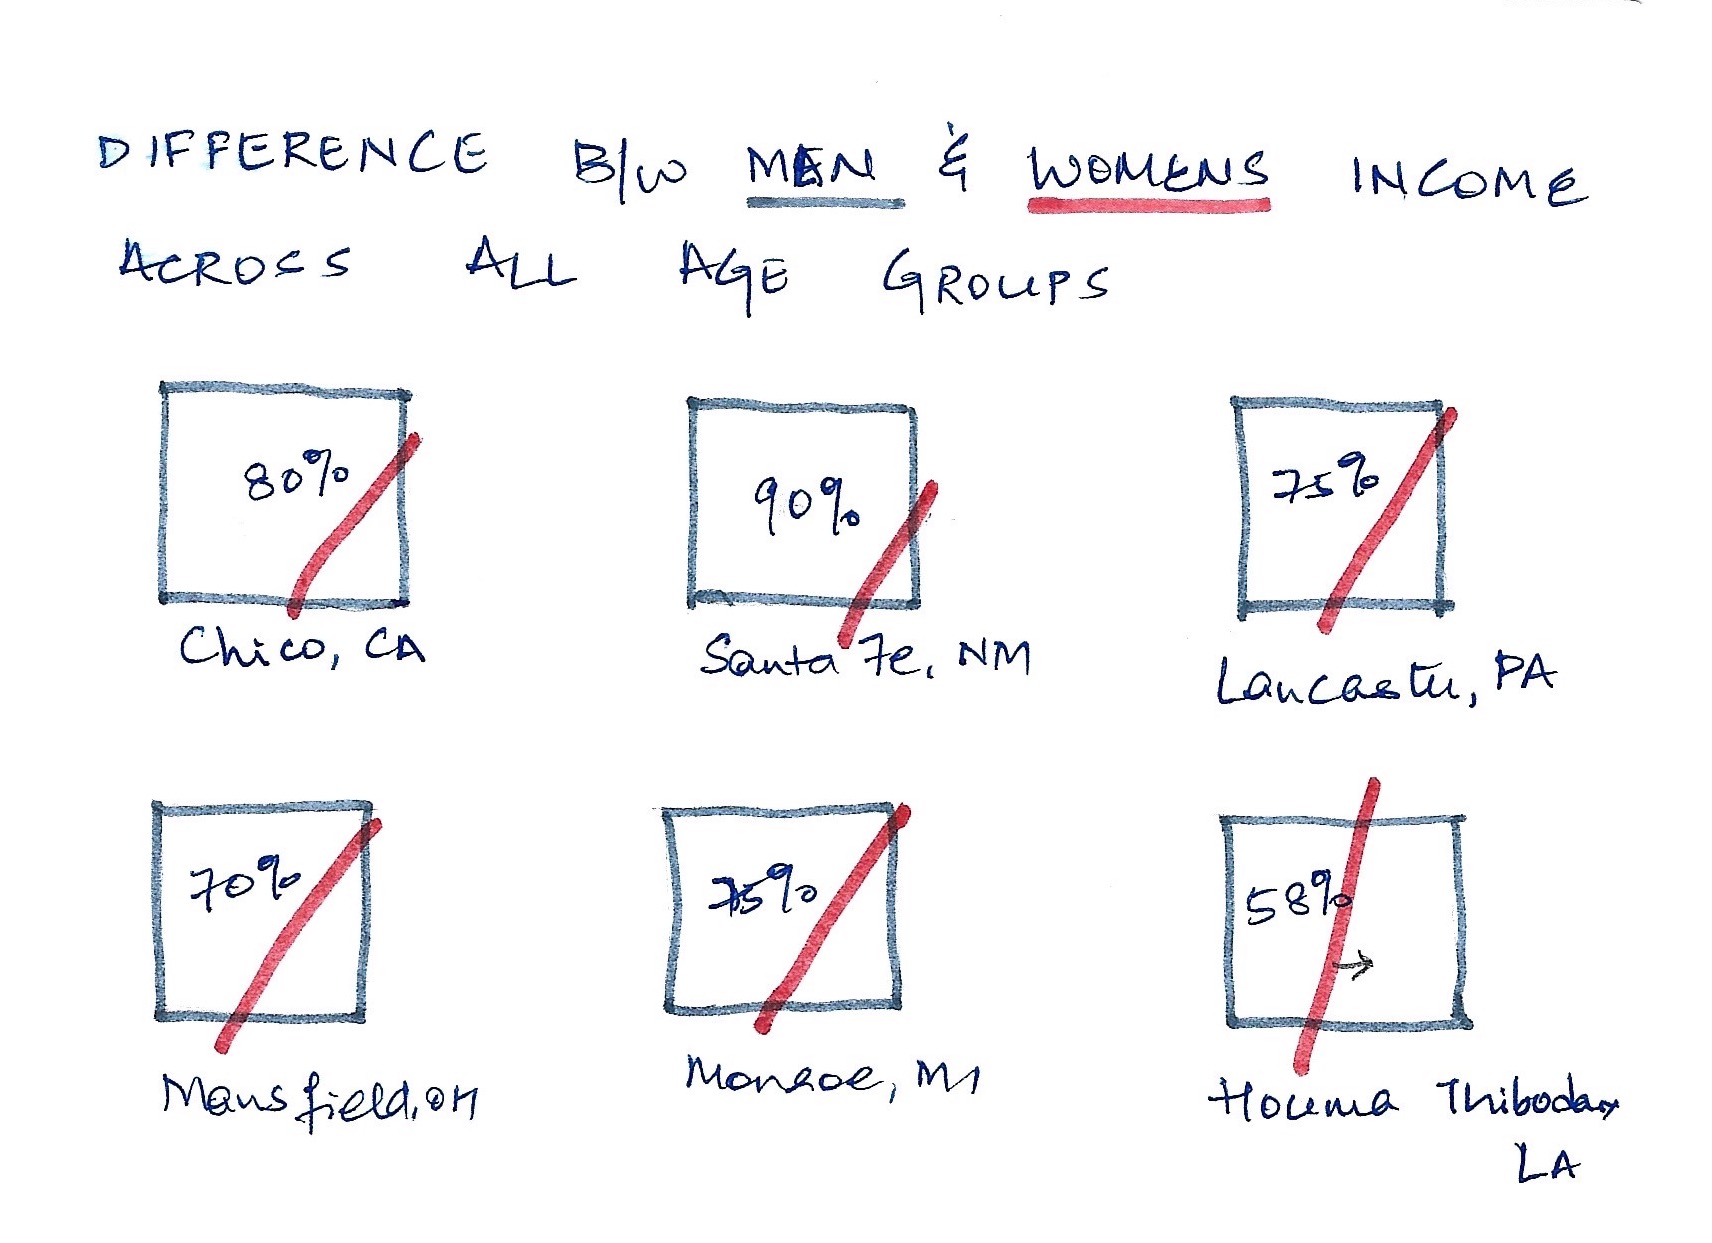 DIFFERENCE B/W MEN & WOMENS INCOME
ACROSS ALL AGE GROUPS
80% 90% 75%
Chico, CA Santa Fe, NM Lancaster, PA
70% 75% 58%
→
Mansfield, OH Monroe, MI Houma Thibodax
LA